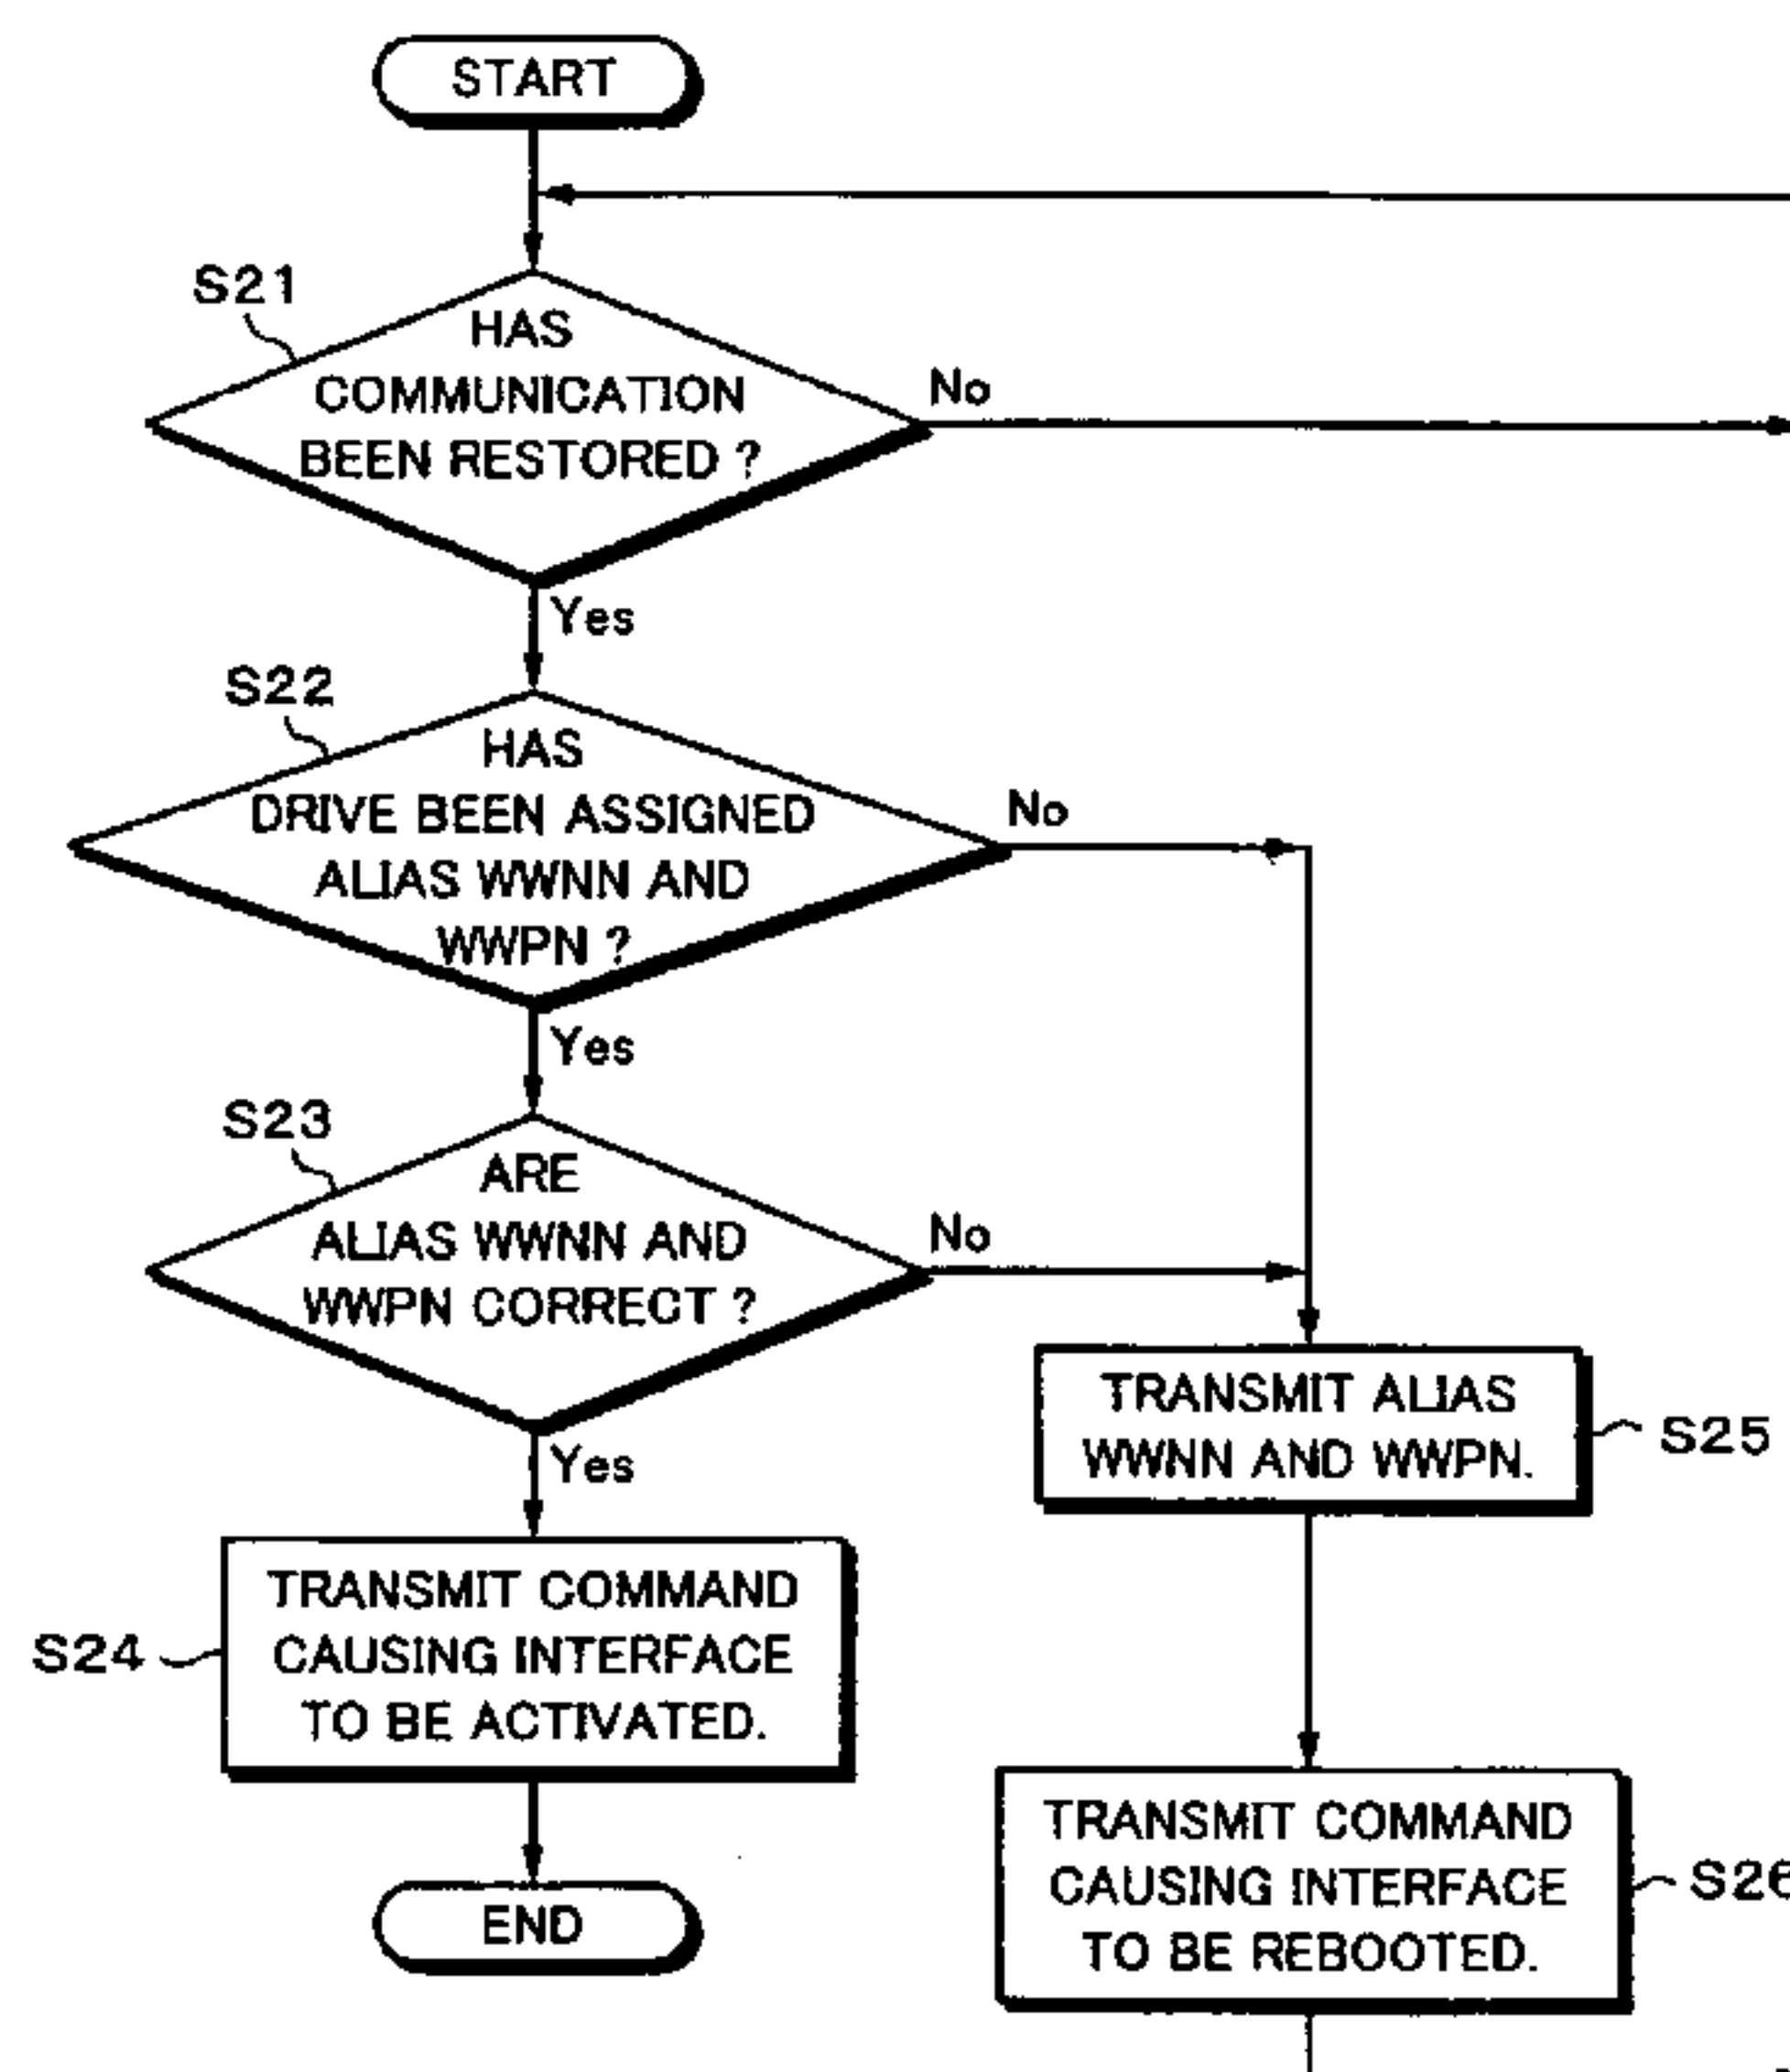 START
S21
HAS
COMMUNICATION
BEEN RESTORED ?
No
Yes
S22
HAS
DRIVE BEEN ASSIGNED
ALIAS WWNN AND
WWPN ?
No
Yes
S23
ARE
ALIAS WWNN AND
WWPN CORRECT ?
No
Yes
TRANSMIT ALIAS
WWNN AND WWPN.
S25
S24
TRANSMIT COMMAND
CAUSING INTERFACE
TO BE ACTIVATED.
TRANSMIT COMMAND
CAUSING INTERFACE
TO BE REBOOTED.
S26
END